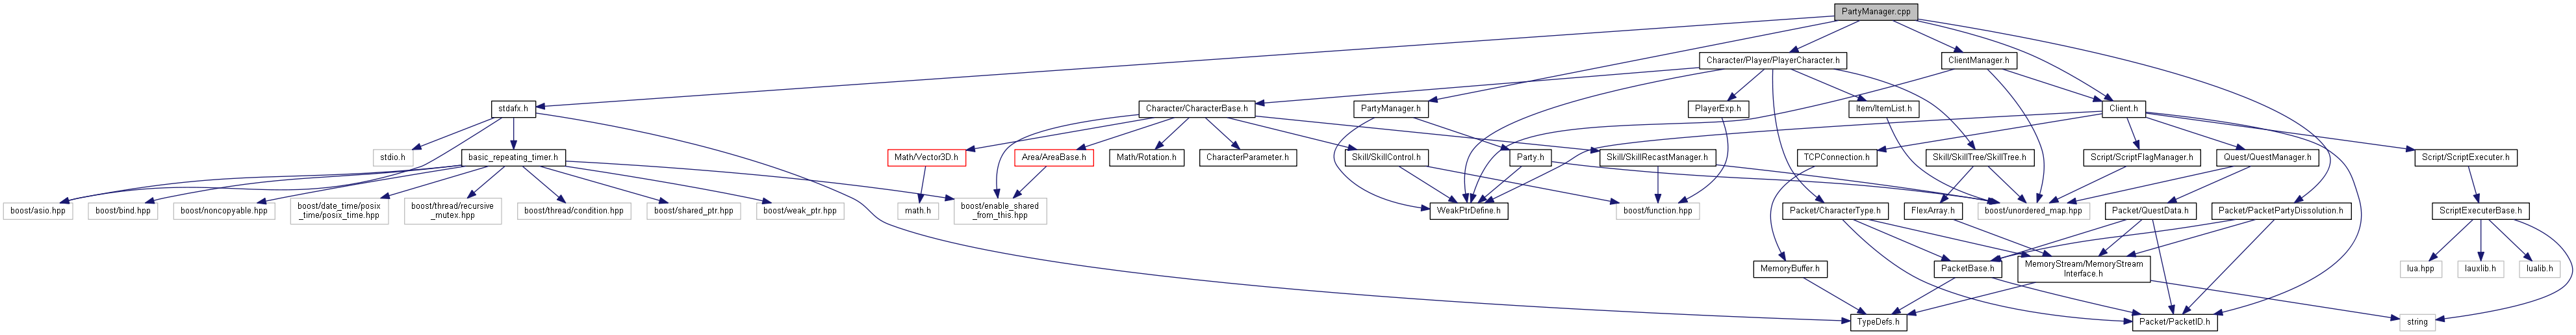 PartyManager.cpp
Character/Player/PlayerCharacter.h
ClientManager.h
stdafx.h
Character/CharacterBase.h
PartyManager.h
PlayerExp.h
Item/ItemList.h
Client.h
stdio.h
basic_repeating_timer.h
Math/Vector3D.h
Area/AreaBase.h
Math/Rotation.h
CharacterParameter.h
Skill/SkillControl.h
Party.h
Skill/SkillRecastManager.h
TCPConnection.h
Skill/SkillTree/SkillTree.h
Script/ScriptFlagManager.h
Quest/QuestManager.h
Script/ScriptExecuter.h
boost/asio.hpp
boost/bind.hpp
boost/noncopyable.hpp
boost/date_time/posix
_time/posix_time.hpp
boost/thread/recursive
_mutex.hpp
boost/thread/condition.hpp
boost/shared_ptr.hpp
boost/weak_ptr.hpp
math.h
boost/enable_shared
_from_this.hpp
WeakPtrDefine.h
boost/function.hpp
Packet/CharacterType.h
FlexArray.h
boost/unordered_map.hpp
Packet/QuestData.h
Packet/PacketPartyDissolution.h
ScriptExecuterBase.h
MemoryBuffer.h
PacketBase.h
MemoryStream/MemoryStream
Interface.h
lua.hpp
lauxlib.h
lualib.h
TypeDefs.h
Packet/PacketID.h
string